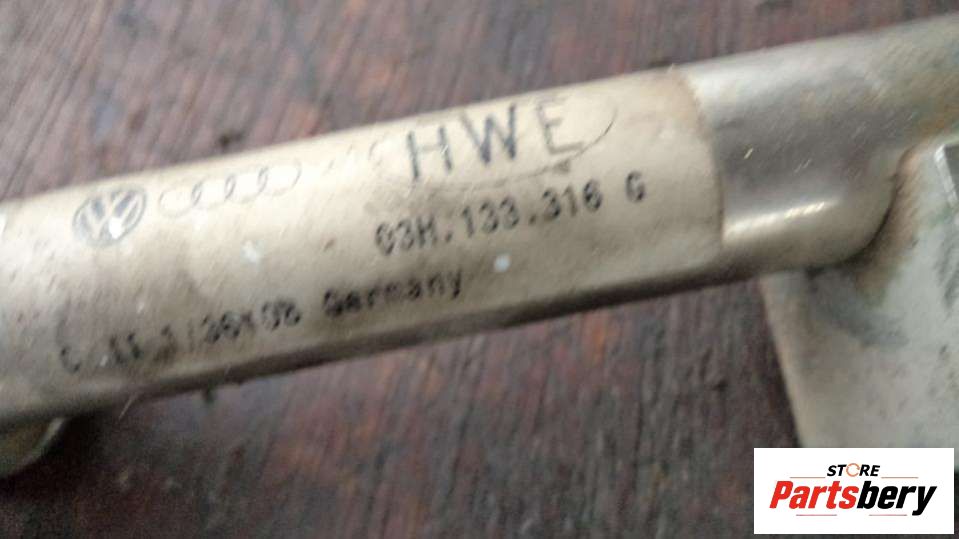 HWE
03H.133.316 G
Germany
STORE
Partsbery